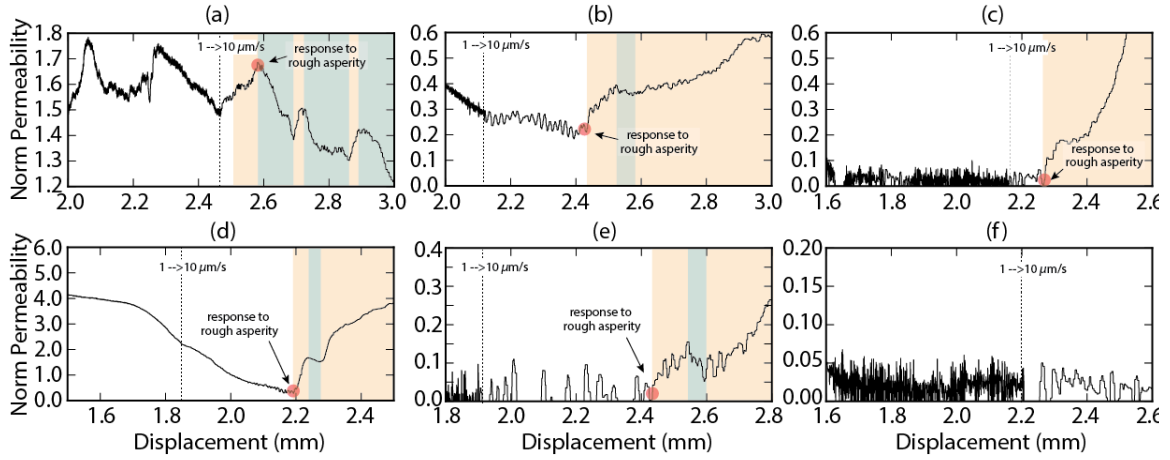 (a)
(b)
(c)
Norm Permeability
1.8
1.7
1.6
1.5
1.4
1.3
1.2
1 -->10 μm/s
response to
rough asperity
2.0 2.2 2.4 2.6 2.8 3.0
0.6
0.5
0.4
0.3
0.2
0.1
0.0
1 -->10 μm/s
response to
rough asperity
2.0 2.2 2.4 2.6 2.8 3.0
0.6
0.5
0.4
0.3
0.2
0.1
0.0
1 -->10 μm/s
response to
rough asperity
1.6 1.8 2.0 2.2 2.4 2.6
(d)
(e)
(f)
Norm Permeability
6.0
5.0
4.0
3.0
2.0
1.0
0.0
1 -->10 μm/s
response to
rough asperity
1.6 1.8 2.0 2.2 2.4
Displacement (mm)
0.4
0.3
0.2
0.1
0.0
1 -->10 μm/s
response to
rough asperity
1.8 2.0 2.2 2.4 2.6 2.8
Displacement (mm)
0.20
0.15
0.10
0.05
0.00
1 -->10 μm/s
1.6 1.8 2.0 2.2 2.4 2.6
Displacement (mm)